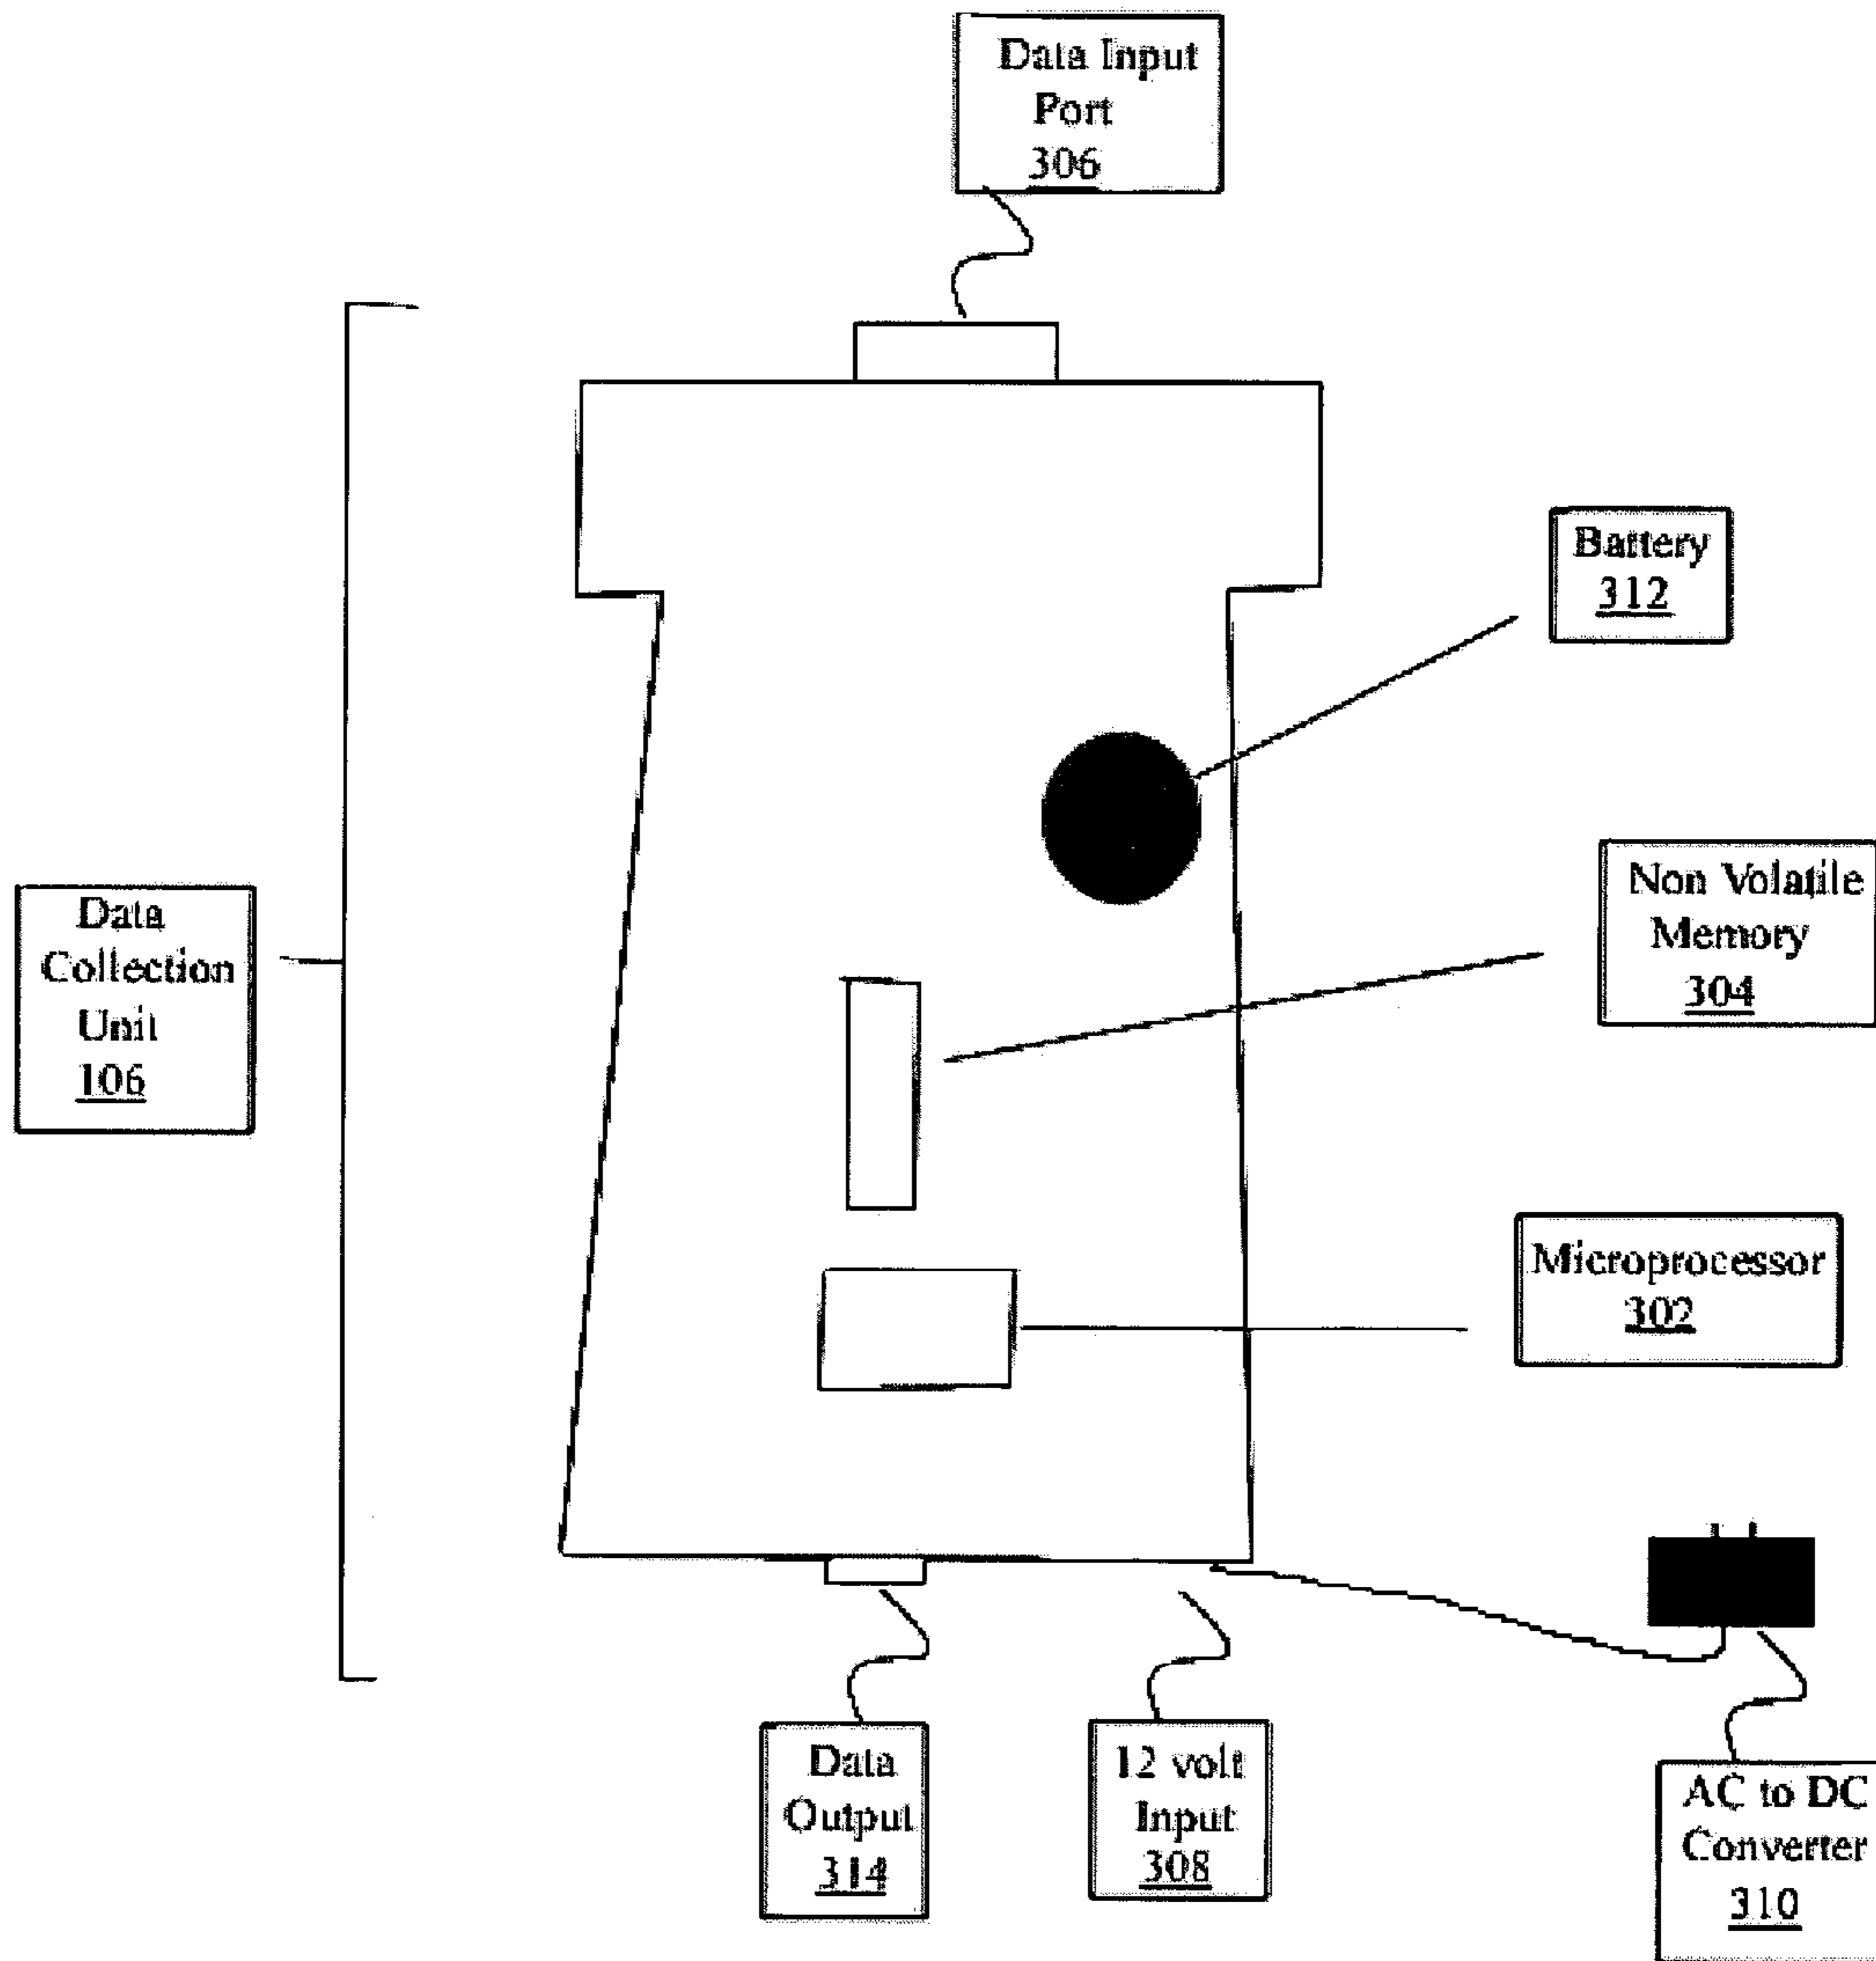 Data Input
Port
306
Battery
312
Non Volatile
Memory
304
Data
Collection
Unit
106
Microprocessor
302
Data
Output
314
12 volt
Input
308
AC to DC
Converter
310